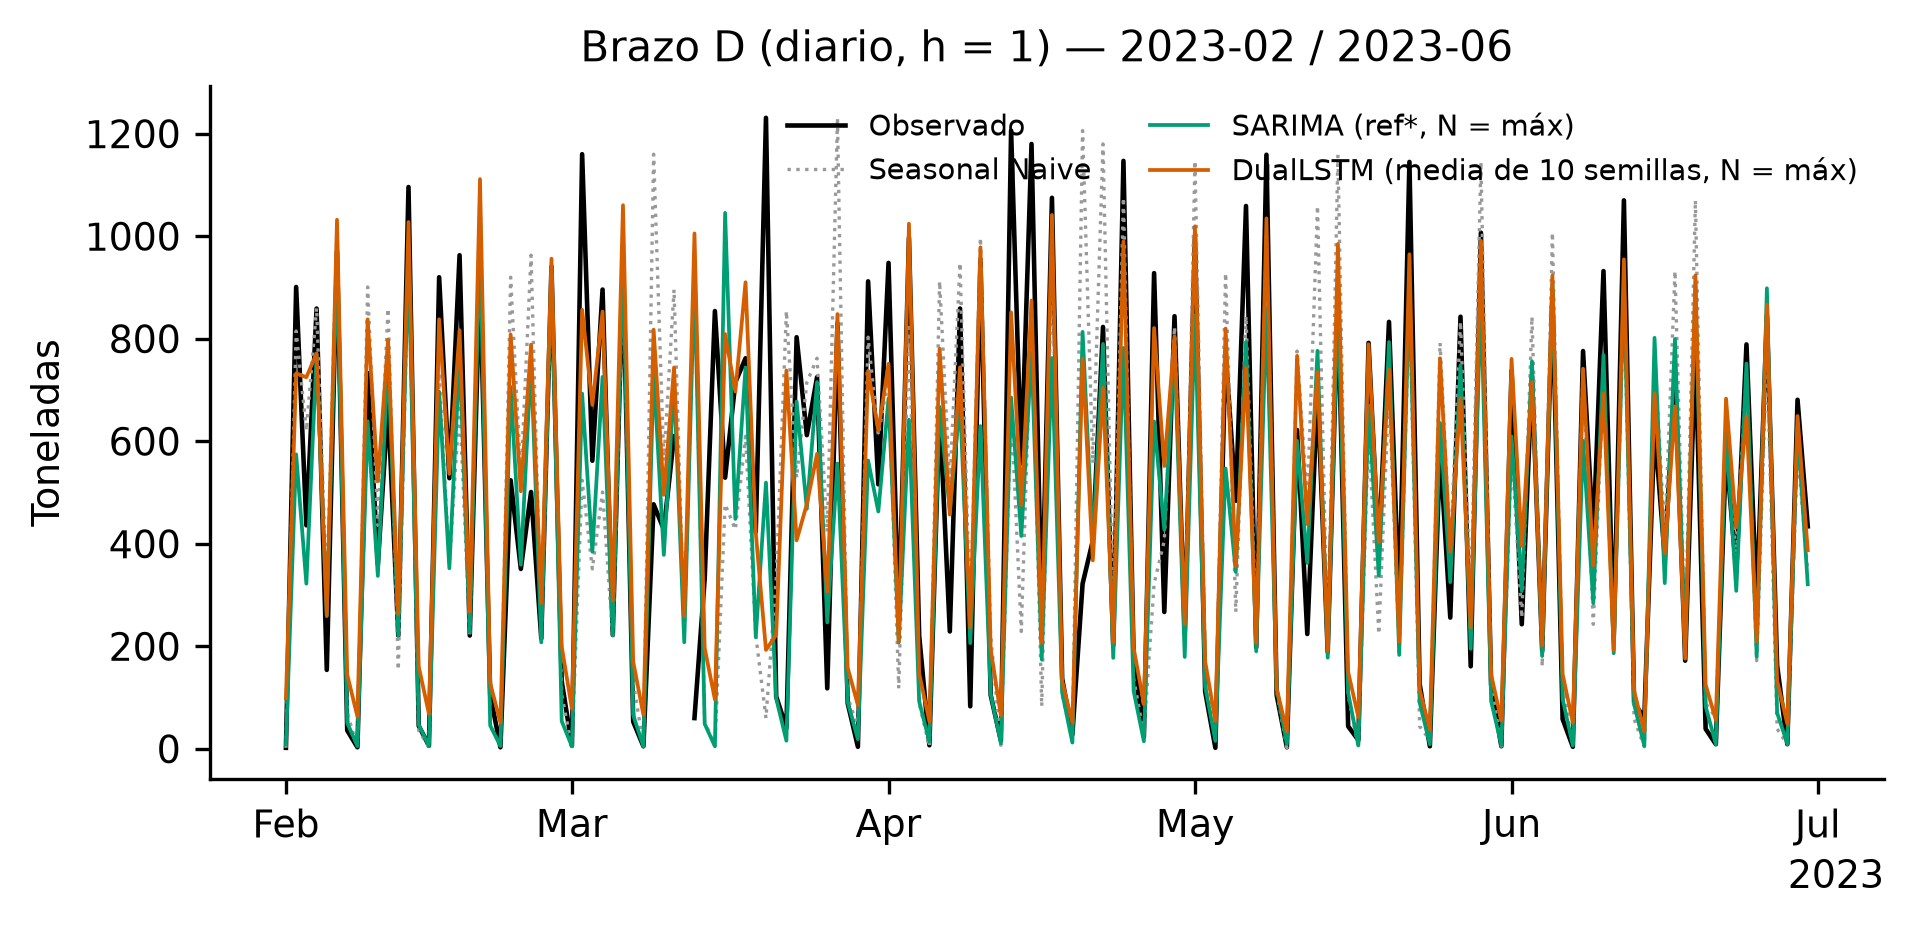 Brazo D (diario, h = 1) — 2023-02 / 2023-06
Observado
Seasonal Naive
SARIMA (ref*, N = máx)
DualLSTM (media de 10 semillas, N = máx)
Toneladas
1200
1000
800
600
400
200
0
Feb
Mar
Apr
May
Jun
Jul
2023